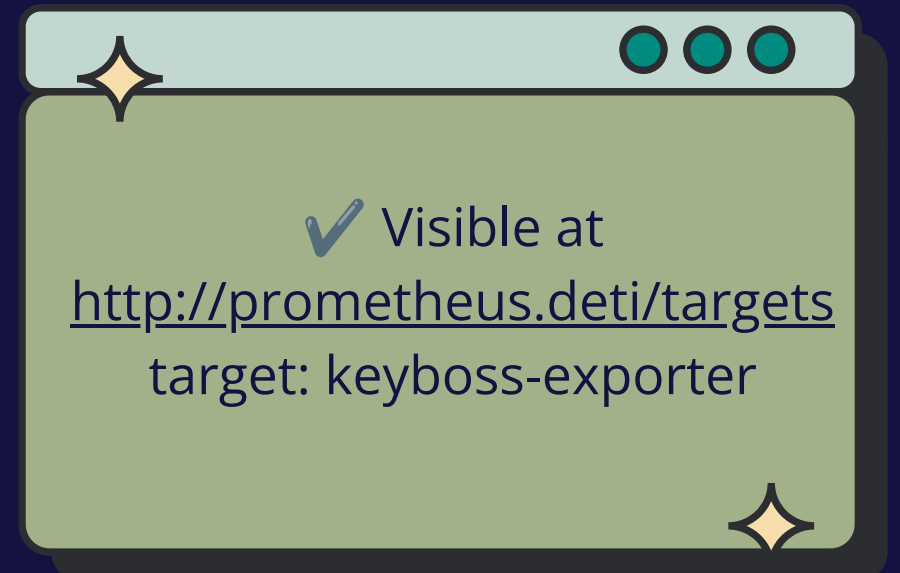 ✔ Visible at
http://prometheus.deti/targets
target: keyboss-exporter